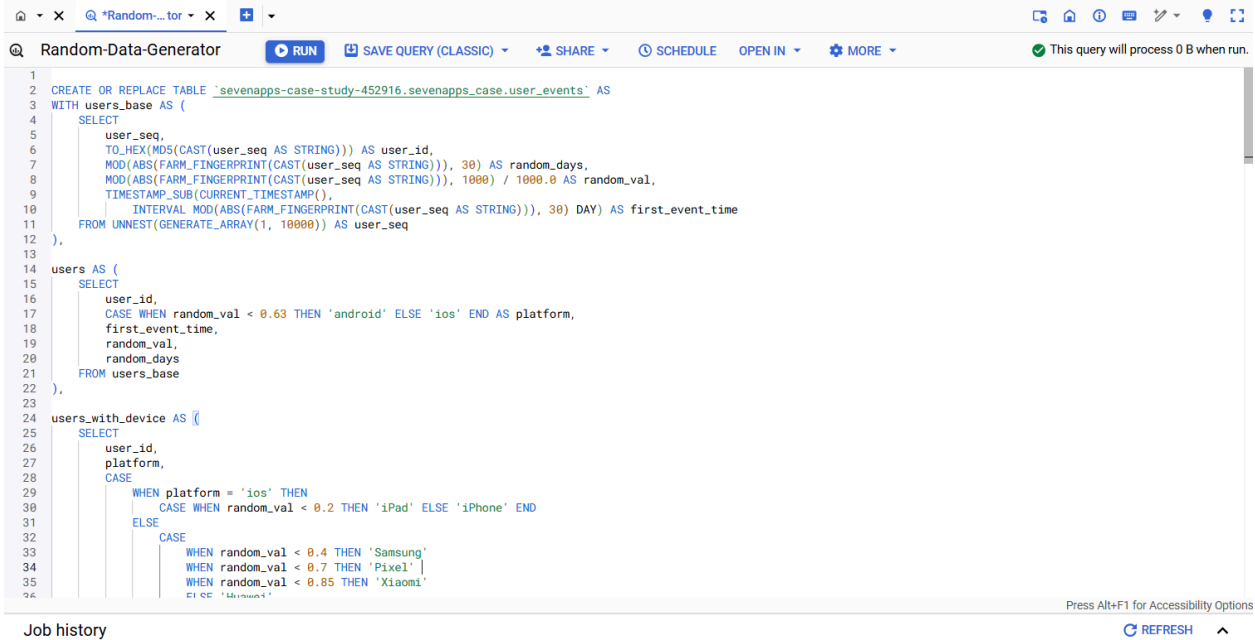 *Random-... tor
Random-Data-Generator
RUN
SAVE QUERY (CLASSIC)
SHARE
SCHEDULE
OPEN IN
MORE
This query will process 0 B when run.
1
2 CREATE OR REPLACE TABLE `sevenapps-case-study-452916.sevenapps_case.user_events` AS
3 WITH users_base AS (
4 SELECT
5 user_seq,
6 TO_HEX(MD5(CAST(user_seq AS STRING))) AS user_id,
7 MOD(ABS(FARM_FINGERPRINT(CAST(user_seq AS STRING))), 30) AS random_days,
8 MOD(ABS(FARM_FINGERPRINT(CAST(user_seq AS STRING))), 1000) / 1000.0 AS random_val,
9 TIMESTAMP_SUB(CURRENT_TIMESTAMP(),
10 INTERVAL MOD(ABS(FARM_FINGERPRINT(CAST(user_seq AS STRING))), 30) DAY) AS first_event_time
11 FROM UNNEST(GENERATE_ARRAY(1, 10000)) AS user_seq
12 ),
13
14 users AS (
15 SELECT
16 user_id,
17 CASE WHEN random_val < 0.63 THEN 'android' ELSE 'ios' END AS platform,
18 first_event_time,
19 random_val,
20 random_days
21 FROM users_base
22 ),
23
24 users_with_device AS (
25 SELECT
26 user_id,
27 platform,
28 CASE
29 WHEN platform = 'ios' THEN
30 CASE WHEN random_val < 0.2 THEN 'iPad' ELSE 'iPhone' END
31 ELSE
32 CASE
33 WHEN random_val < 0.4 THEN 'Samsung'
34 WHEN random_val < 0.7 THEN 'Pixel'
35 WHEN random_val < 0.85 THEN 'Xiaomi'
36 ELSE 'Huawei'
Press Alt+F1 for Accessibility Options
Job history
REFRESH